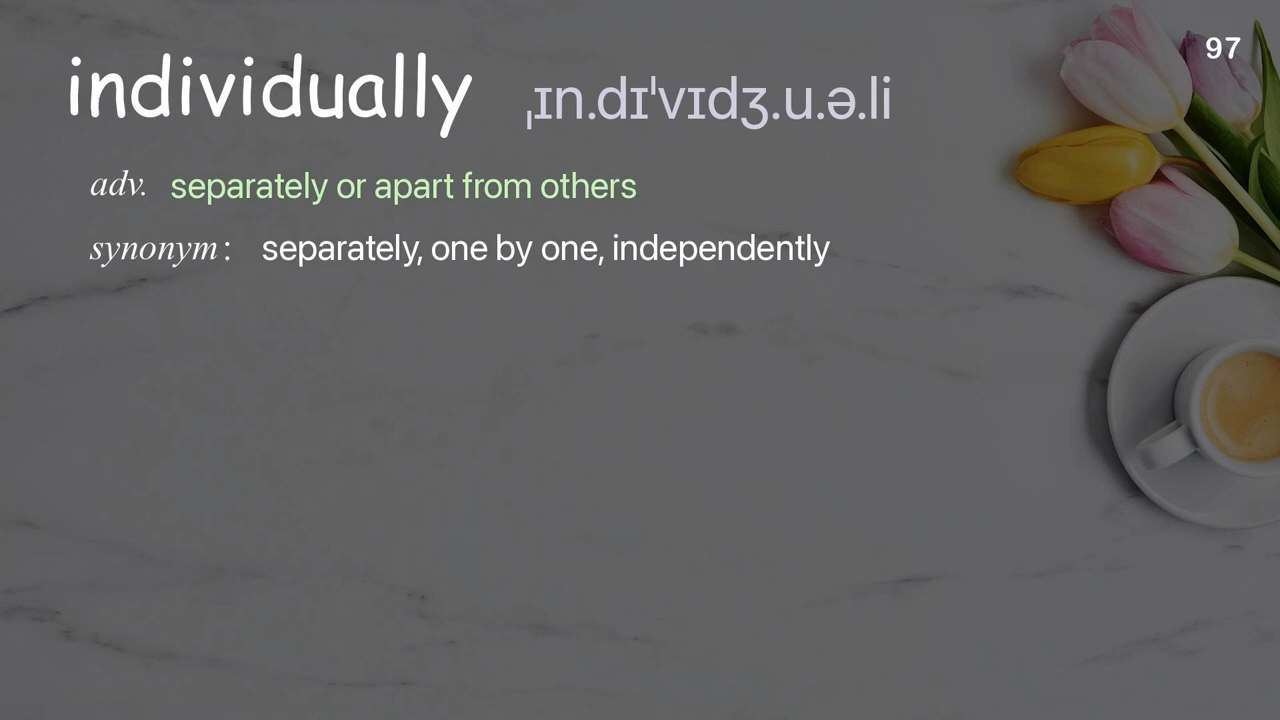 97
individually ˌɪn.dɪˈvɪdʒ.u.ə.li
adv. separately or apart from others
synonym: separately, one by one, independently